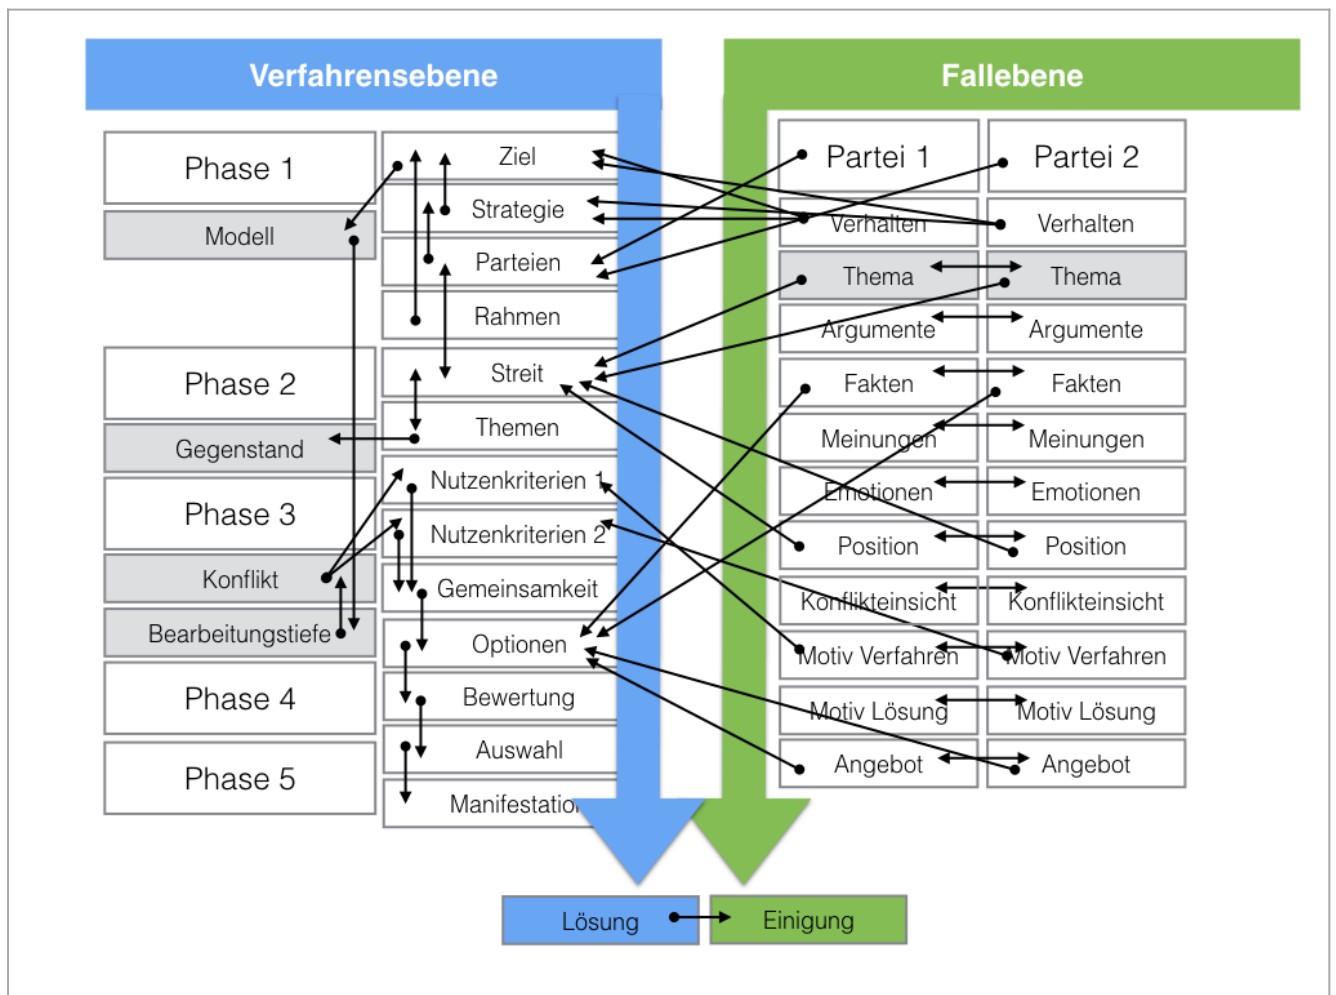 Verfahrensebene
Fallebene
Phase 1
Modell
Phase 2
Gegenstand
Phase 3
Konflikt
Bearbeitungstiefe
Phase 4
Phase 5
Ziel
Strategie
Parteien
Rahmen
Streit
Themen
Nutzenkriterien 1
Nutzenkriterien 2
Gemeinsamkeit
Optionen
Bewertung
Auswahl
Manifestation
Partei 1
Partei 2
Verhalten
Verhalten
Thema
Thema
Argumente
Argumente
Fakten
Fakten
Meinungen
Meinungen
Emotionen
Emotionen
Position
Position
Konflikteinsicht
Konflikteinsicht
Motiv Verfahren
Motiv Verfahren
Motiv Lösung
Motiv Lösung
Angebot
Angebot
Lösung
Einigung